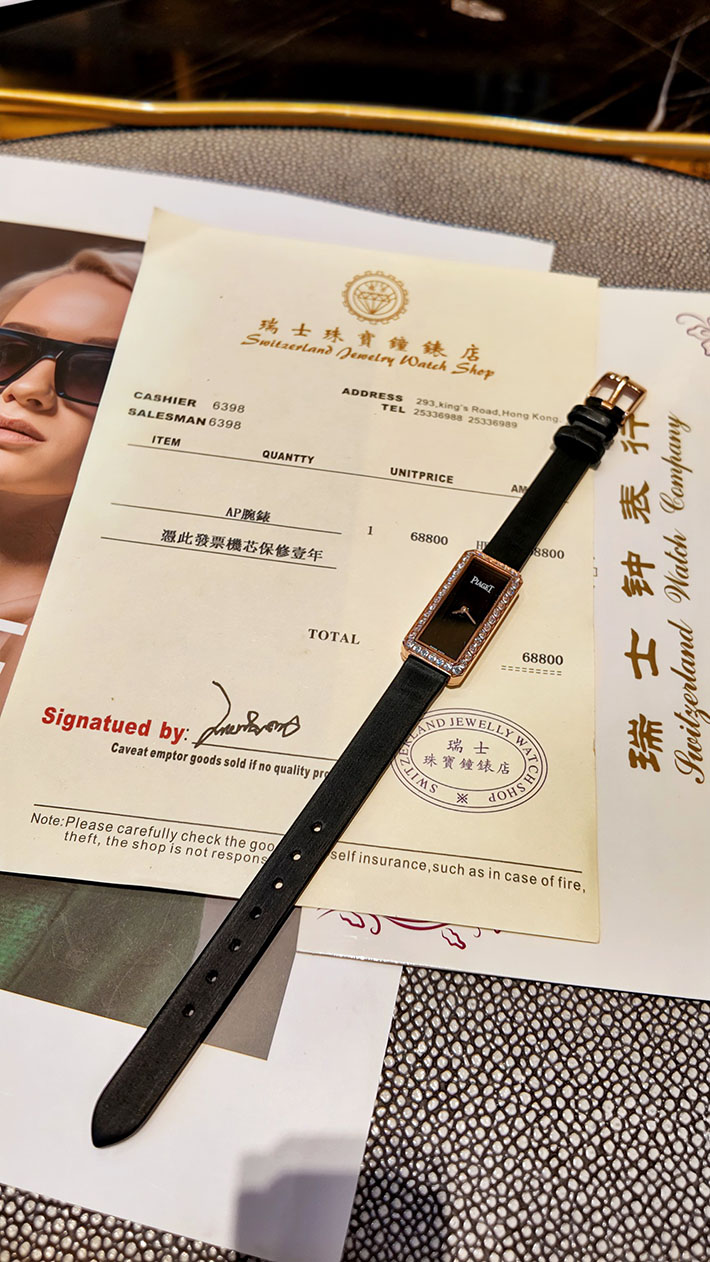 瑞士珠寶鐘錶店
Switzerland Jewelry Watch Shop
CASHIER 6398
SALESMAN 6398
ADDRESS 293,king's Road,Hong Kong.
TEL 25336988 25336989
ITEM QUANTTY UNITPRICE AM
AP腕錶 1 68800 8800
憑此發票機芯保修壹年
TOTAL 68800
PIAGET
Signatued by:
Caveat emptor goods sold if no quality pro
SWITZERLAND JEWELLY WATCH SHOP
瑞士
珠寶鐘錶店
Note:Please carefully check the goo self insurance,such as in case of fire,
theft, the shop is not respons
瑞士钟表行
Switzerland Watch Company